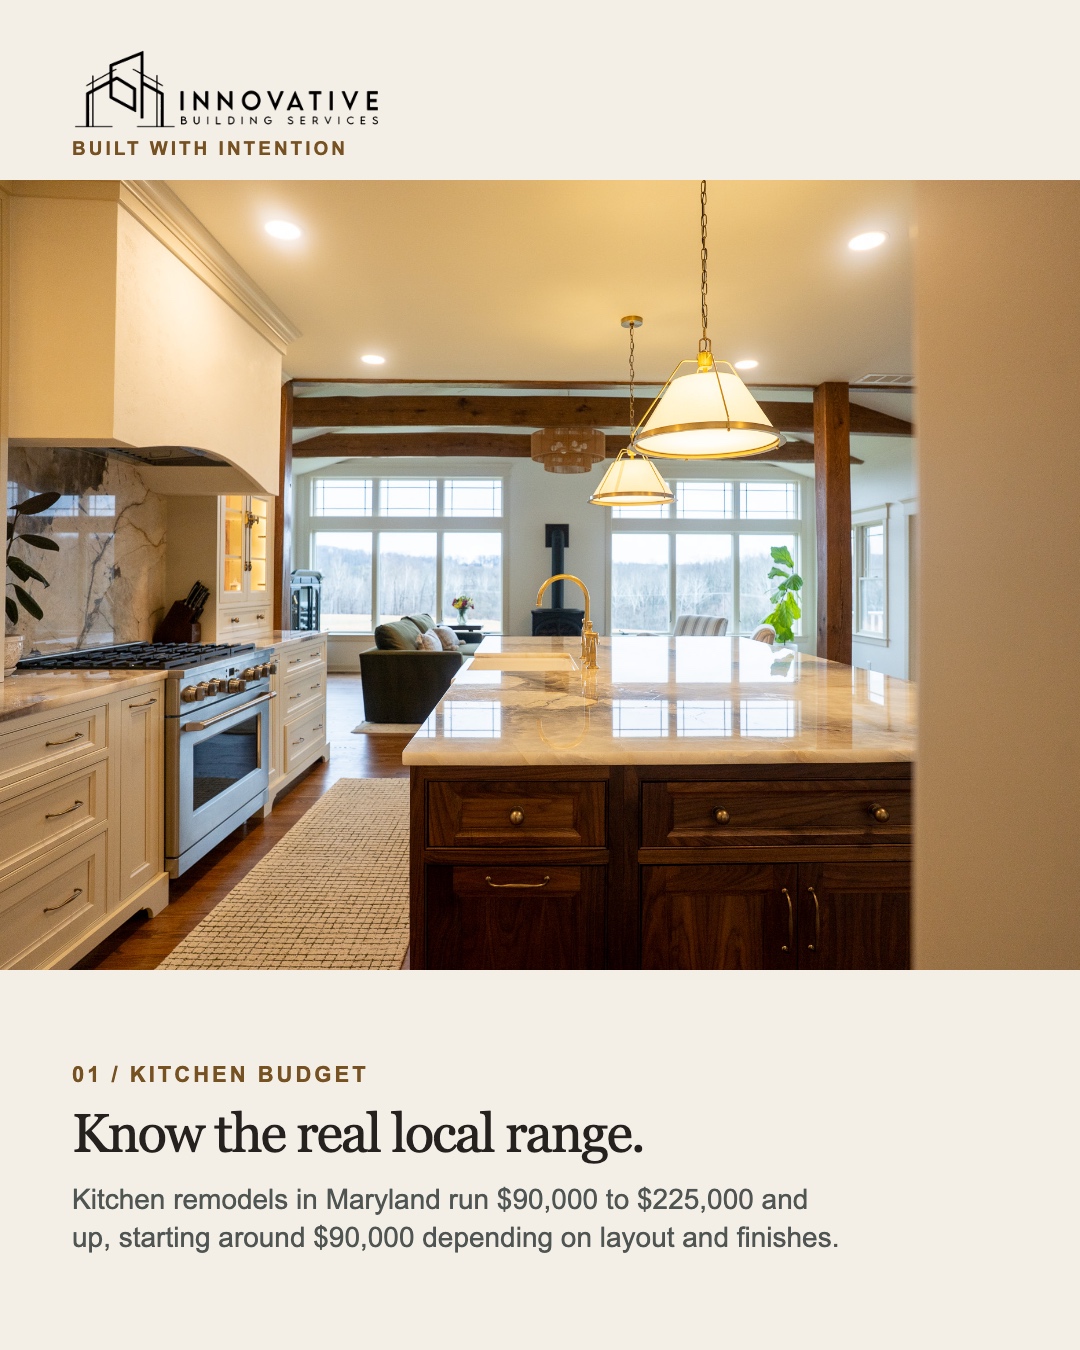 INNOVATIVE
BUILDING SERVICES
BUILT WITH INTENTION
01 / KITCHEN BUDGET
Know the real local range.
Kitchen remodels in Maryland run $90,000 to $225,000 and
up, starting around $90,000 depending on layout and finishes.